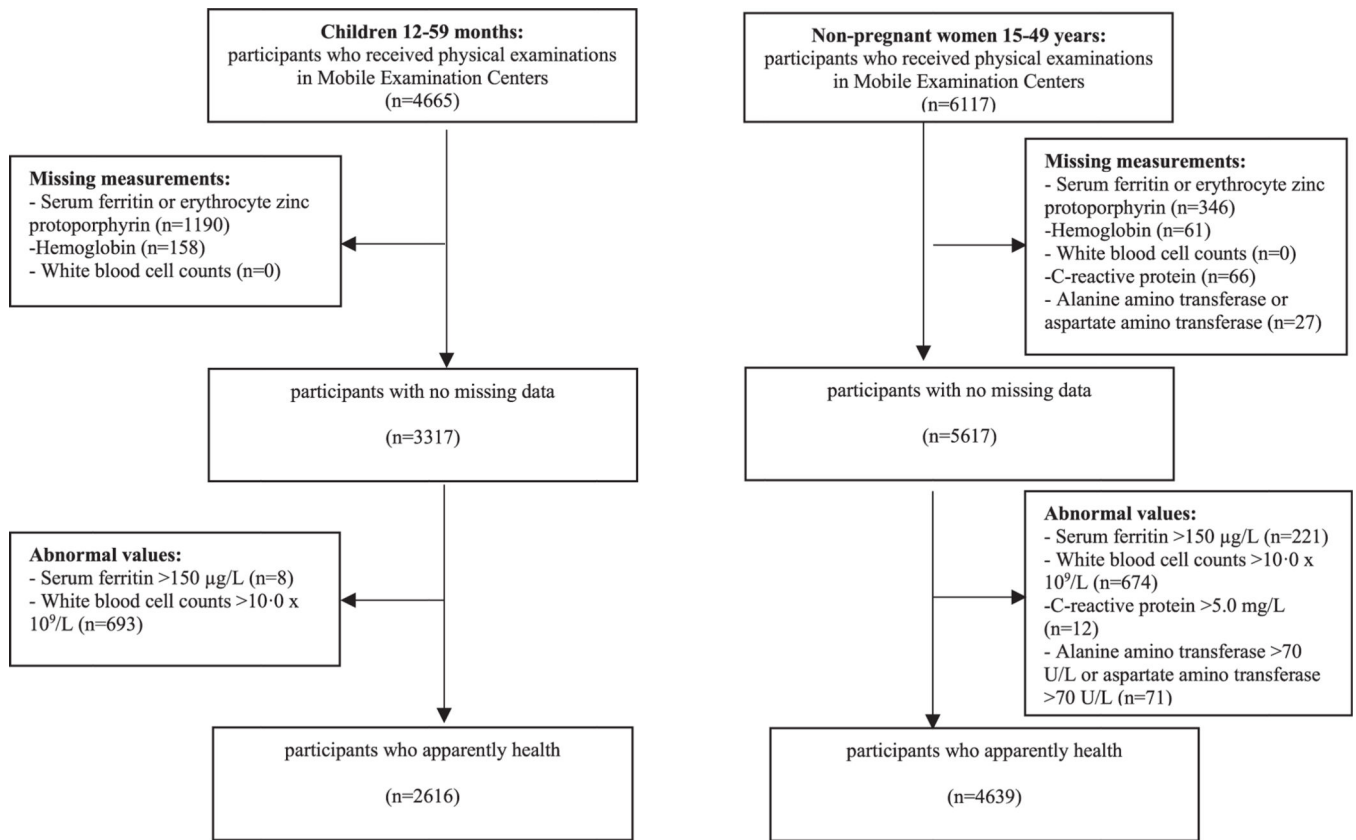 Children 12-59 months:
participants who received physical examinations
in Mobile Examination Centers
(n=4665)
Missing measurements:
- Serum ferritin or erythrocyte zinc
protoporphyrin (n=1190)
-Hemoglobin (n=158)
- White blood cell counts (n=0)
participants with no missing data
(n=3317)
Abnormal values:
- Serum ferritin >150 µg/L (n=8)
- White blood cell counts >10·0 x
10⁹/L (n=693)
participants who apparently health
(n=2616)
Non-pregnant women 15-49 years:
participants who received physical examinations
in Mobile Examination Centers
(n=6117)
Missing measurements:
- Serum ferritin or erythrocyte zinc
protoporphyrin (n=346)
-Hemoglobin (n=61)
- White blood cell counts (n=0)
-C-reactive protein (n=66)
- Alanine amino transferase or
aspartate amino transferase (n=27)
participants with no missing data
(n=5617)
Abnormal values:
- Serum ferritin >150 µg/L (n=221)
- White blood cell counts >10·0 x
10⁹/L (n=674)
-C-reactive protein >5.0 mg/L
(n=12)
- Alanine amino transferase >70
U/L or aspartate amino transferase
>70 U/L (n=71)
participants who apparently health
(n=4639)